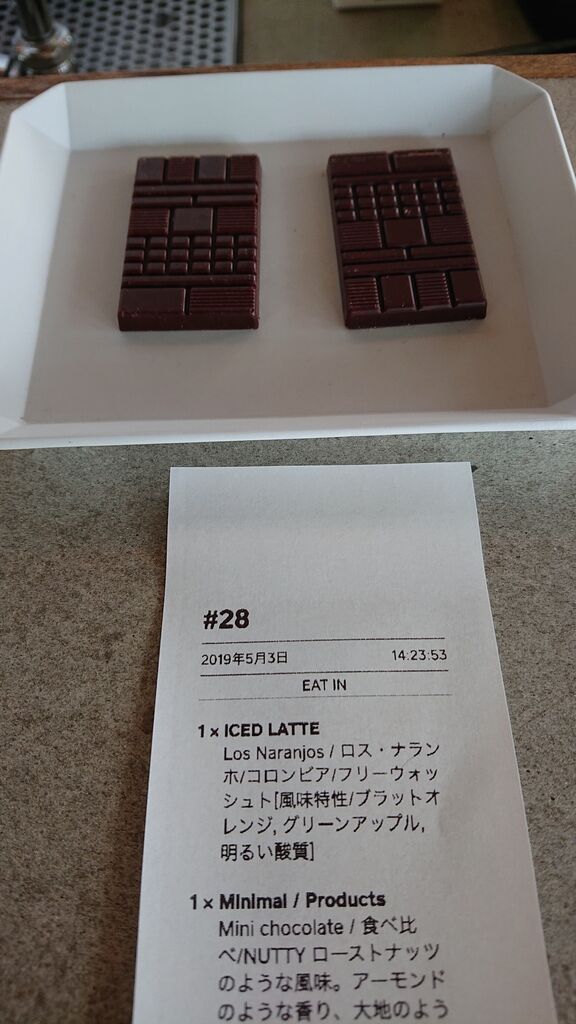 #28
2019年5月3日 14:23:53
EAT IN
1 × ICED LATTE
Los Naranjos / ロス・ナラン
ホ/コロンビア/フリーウォッ
シュト[風味特性/ブラットオ
レンジ, グリーンアップル,
明るい酸質]
1 × Minimal / Products
Mini chocolate / 食べ比
べ/NUTTY ローストナッツ
のような風味。アーモンド
のような香り、大地のよう